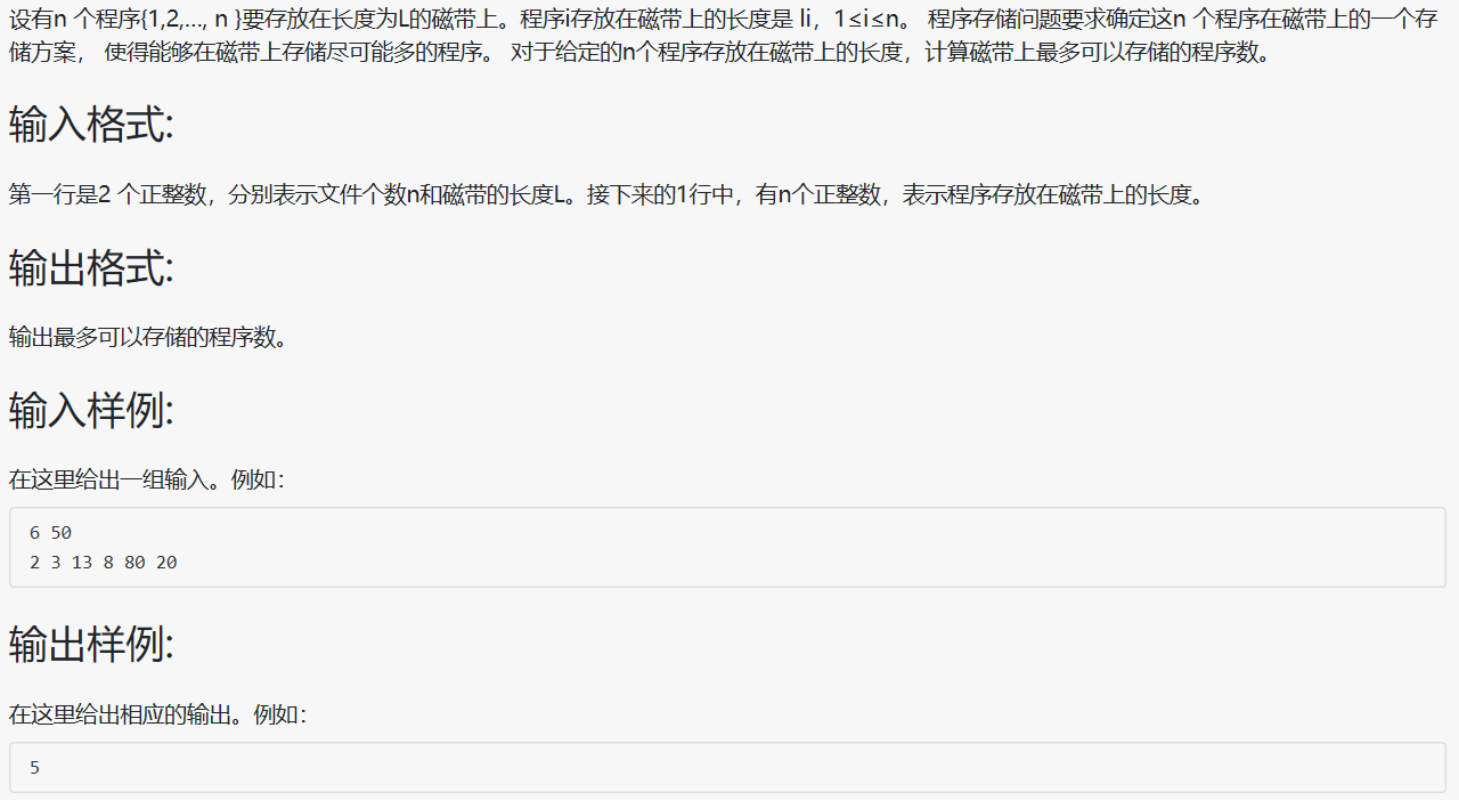 设有n 个程序{1,2,…, n }要存放在长度为L的磁带上。程序i存放在磁带上的长度是 li，1≤i≤n。 程序存储问题要求确定这n 个程序在磁带上的一个存
储方案， 使得能够在磁带上存储尽可能多的程序。 对于给定的n个程序存放在磁带上的长度，计算磁带上最多可以存储的程序数。
输入格式:
第一行是2 个正整数，分别表示文件个数n和磁带的长度L。接下来的1行中，有n个正整数，表示程序存放在磁带上的长度。
输出格式:
输出最多可以存储的程序数。
输入样例:
在这里给出一组输入。例如：
6 50
2 3 13 8 80 20
输出样例:
在这里给出相应的输出。例如：
5